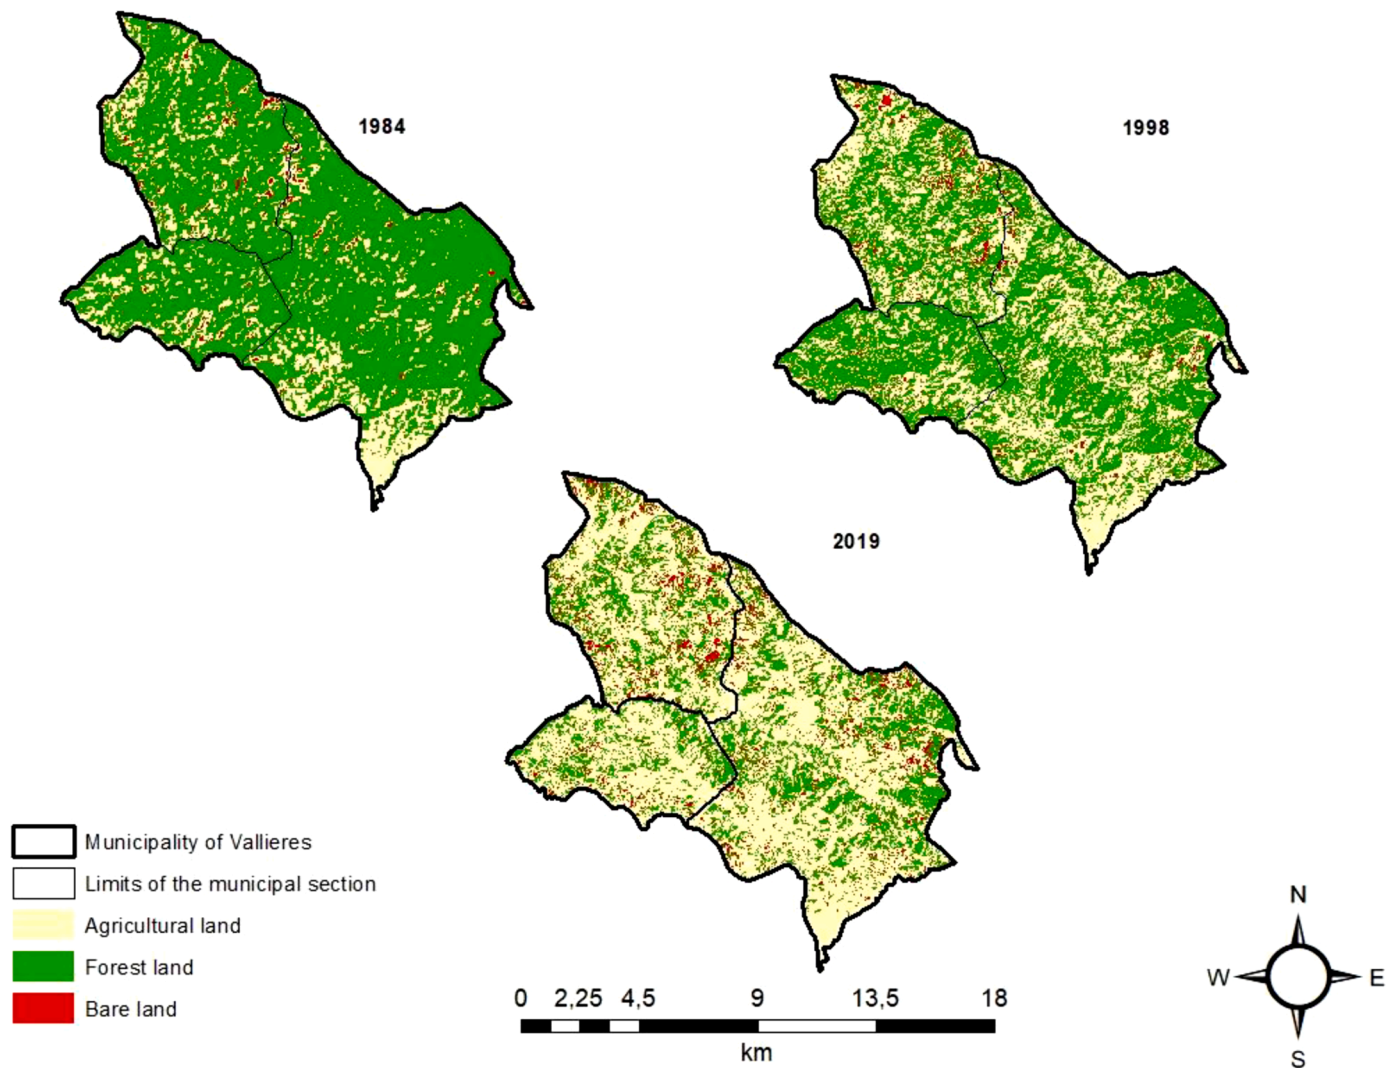 1984
1998
2019
Municipality of Vallieres
Limits of the municipal section
Agricultural land
Forest land
Bare land
0 2,25 4,5 9 13,5 18
km
N
W E
S